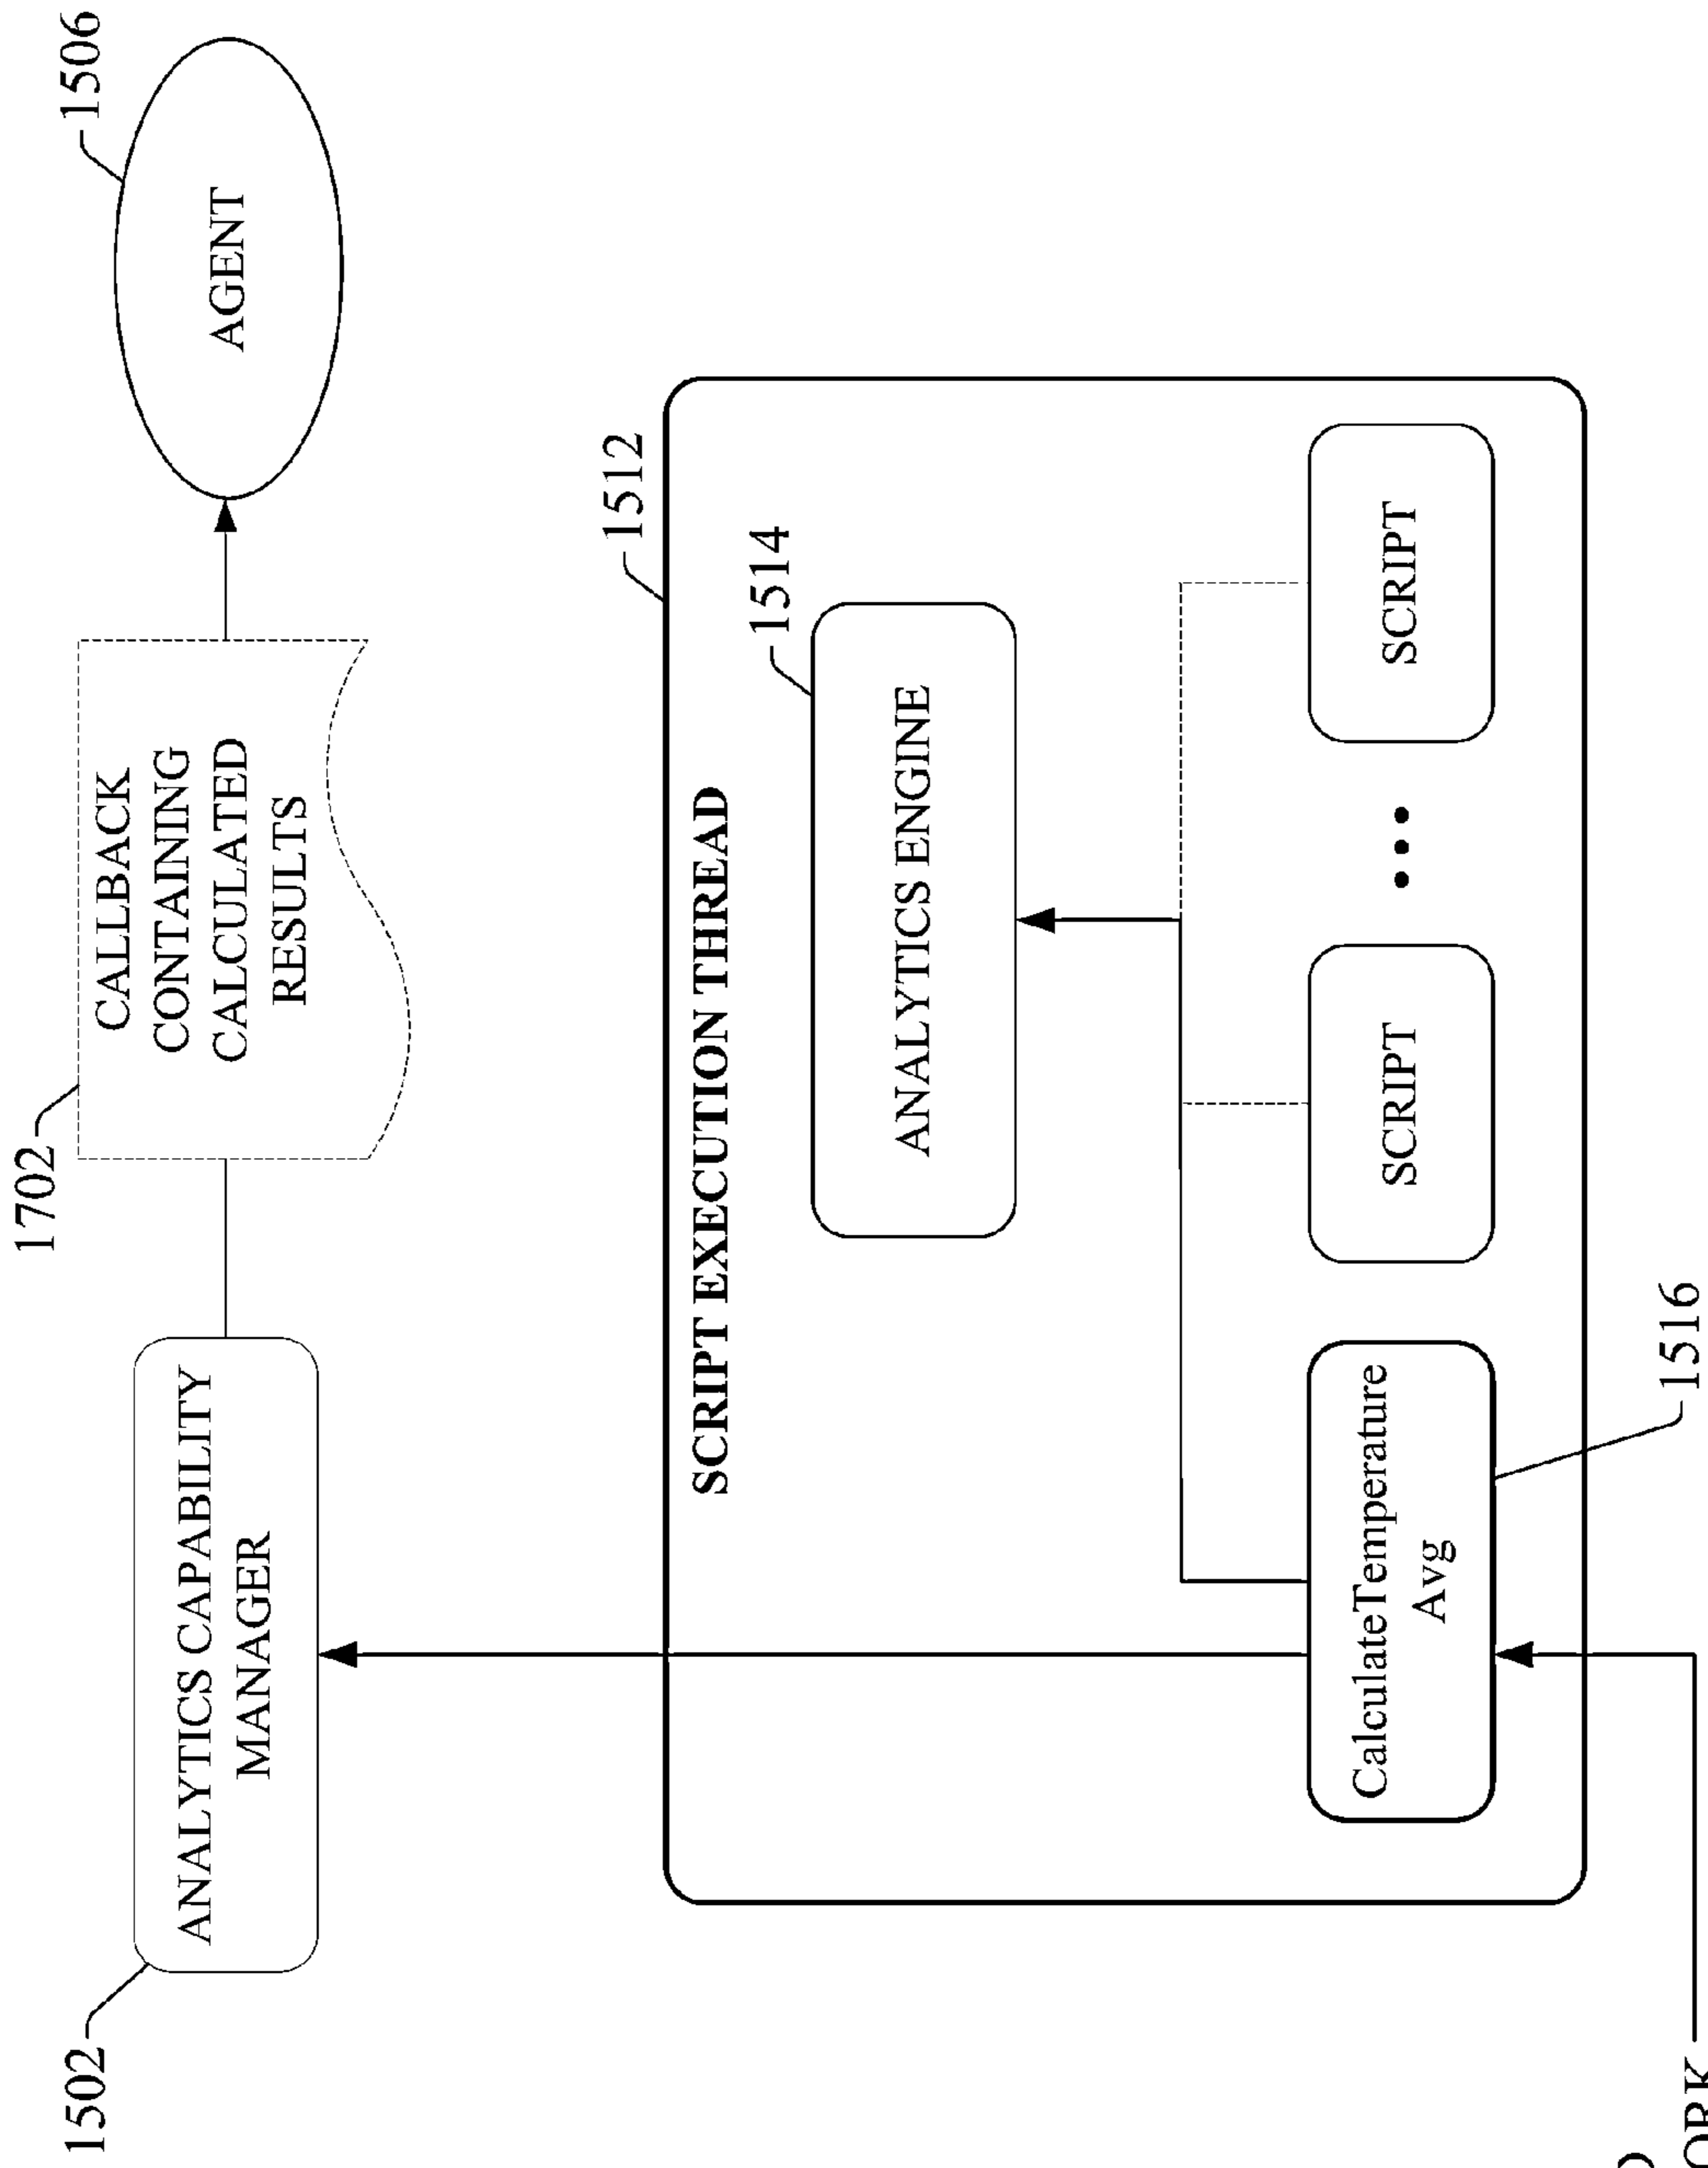 1502
ANALYTICS CAPABILITY
MANAGER
1702
CALLBACK
CONTAINING
CALCULATED
RESULTS
AGENT
1506
1512
SCRIPT EXECUTION THREAD
1514
ANALYTICS ENGINE
CalculateTemperature
Avg
SCRIPT
SCRIPT
1516